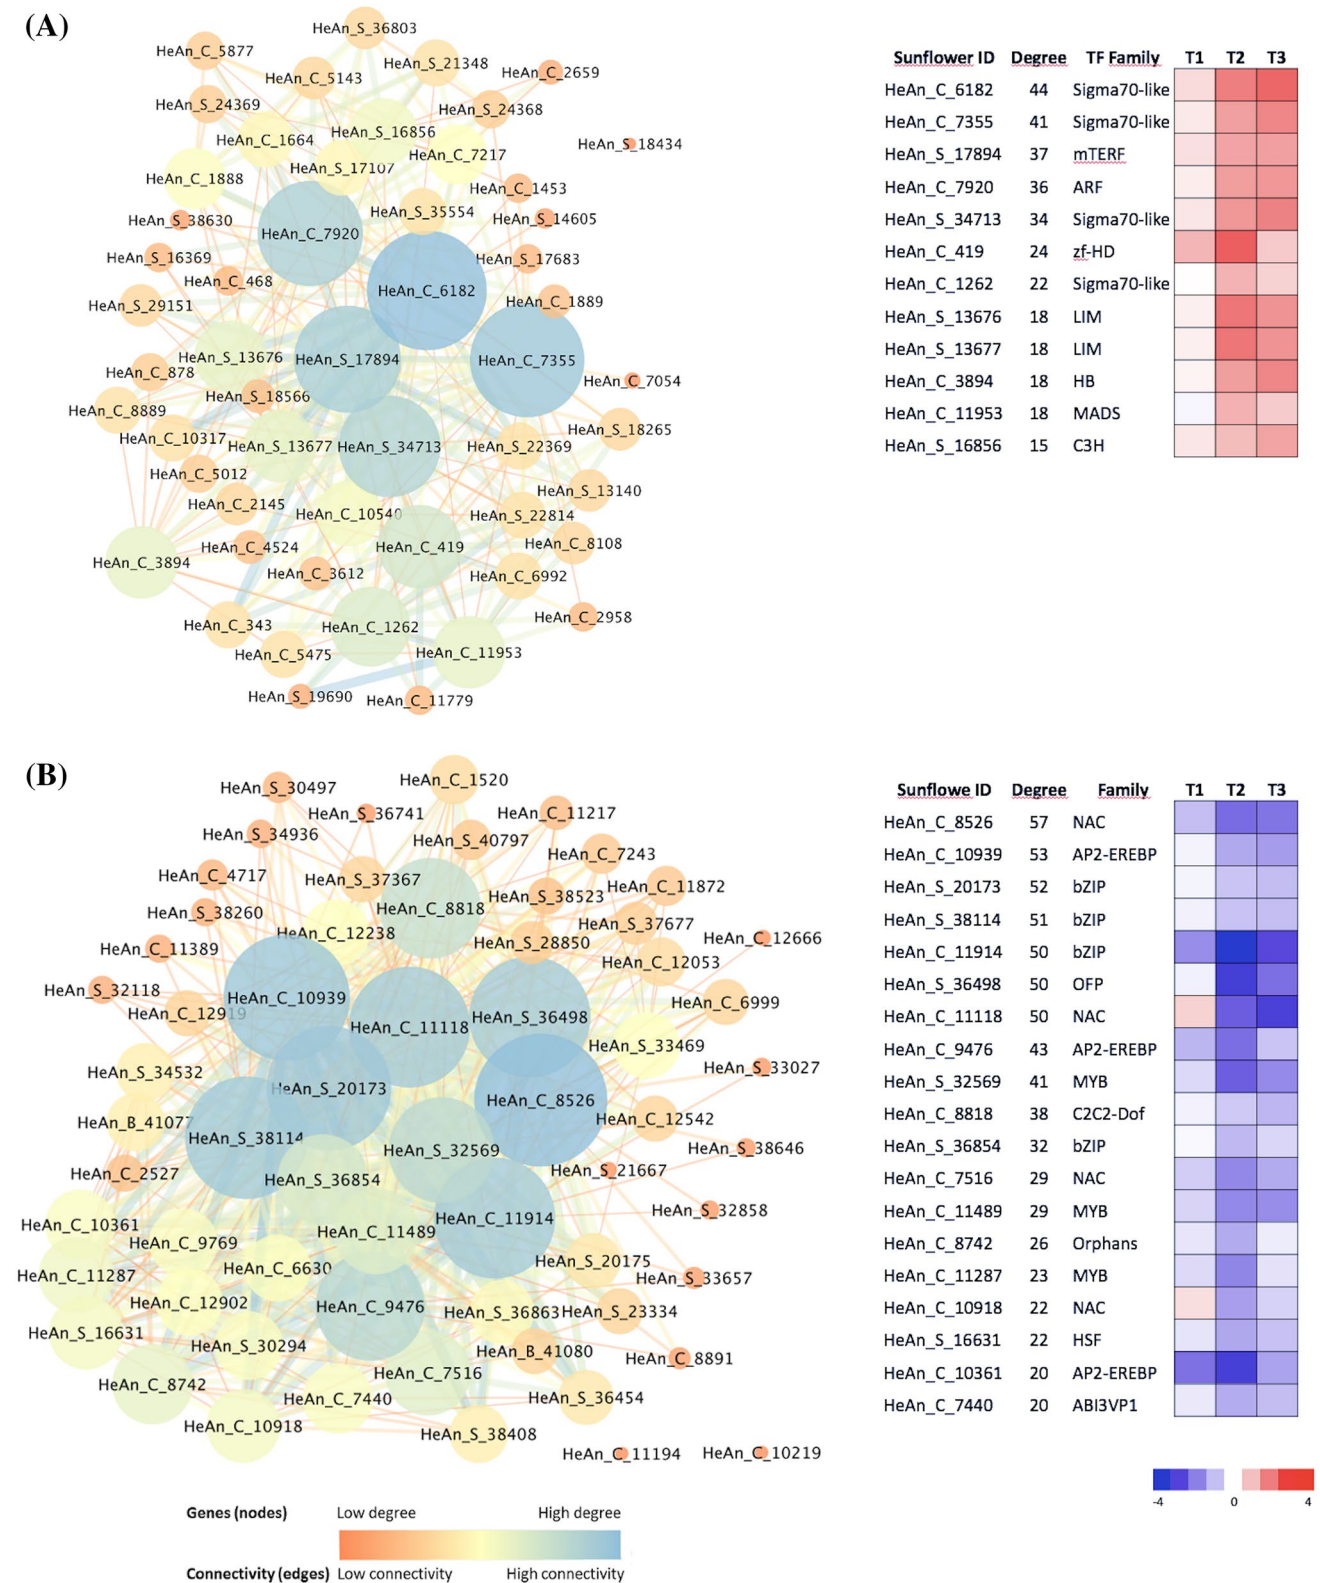 (A)
HeAn_S_36803
HeAn_C_5877
HeAn_S_21348
HeAn_C_5143
HeAn_C_2659
HeAn_S_24369
HeAn_S_24368
HeAn_C_1664
HeAn_S_16856
HeAn_S_18434
HeAn_C_7217
HeAn_S_17107
HeAn_C_1888
HeAn_C_1453
HeAn_S_35554
HeAn_S_38630
HeAn_S_14605
HeAn_C_7920
HeAn_S_16369
HeAn_S_17683
HeAn_C_468
HeAn_C_6182
HeAn_S_29151
HeAn_C_1889
HeAn_S_13676
HeAn_S_17894
HeAn_C_7355
HeAn_C_878
HeAn_C_7054
HeAn_S_18566
HeAn_C_8889
HeAn_S_18265
HeAn_C_10317
HeAn_S_13677
HeAn_S_34713
HeAn_S_22369
HeAn_C_5012
HeAn_S_13140
HeAn_C_2145
HeAn_C_10540
HeAn_S_22814
HeAn_C_4524
HeAn_C_419
HeAn_C_8108
HeAn_C_3894
HeAn_C_3612
HeAn_C_6992
HeAn_C_2958
HeAn_C_343
HeAn_C_1262
HeAn_C_5475
HeAn_C_11953
HeAn_S_19690
HeAn_C_11779
Sunflower ID Degree TF Family T1 T2 T3
HeAn_C_6182 44 Sigma70-like
HeAn_C_7355 41 Sigma70-like
HeAn_S_17894 37 mTERF
HeAn_C_7920 36 ARF
HeAn_S_34713 34 Sigma70-like
HeAn_C_419 24 zf-HD
HeAn_C_1262 22 Sigma70-like
HeAn_S_13676 18 LIM
HeAn_S_13677 18 LIM
HeAn_C_3894 18 HB
HeAn_C_11953 18 MADS
HeAn_S_16856 15 C3H
(B)
HeAn_C_1520
HeAn_S_30497
HeAn_S_36741
HeAn_C_11217
HeAn_S_34936
HeAn_S_40797
HeAn_C_7243
HeAn_C_4717
HeAn_S_37367
HeAn_C_11872
HeAn_S_38523
HeAn_S_38260
HeAn_C_8818
HeAn_S_37677
HeAn_C_12238
HeAn_C_12666
HeAn_S_28850
HeAn_C_11389
HeAn_C_12053
HeAn_S_32118
HeAn_C_10939
HeAn_C_6999
HeAn_C_12919
HeAn_S_36498
HeAn_C_11118
HeAn_S_33469
HeAn_S_33027
HeAn_S_34532
HeAn_S_20173
HeAn_C_8526
HeAn_C_12542
HeAn_B_41077
HeAn_S_38114
HeAn_S_32569
HeAn_S_38646
HeAn_S_21667
HeAn_C_2527
HeAn_S_36854
HeAn_S_32858
HeAn_C_11914
HeAn_C_10361
HeAn_C_11489
HeAn_C_9769
HeAn_S_20175
HeAn_C_6630
HeAn_C_11287
HeAn_S_33657
HeAn_C_12902
HeAn_C_9476
HeAn_S_36863
HeAn_S_23334
HeAn_S_16631
HeAn_S_30294
HeAn_B_41080
HeAn_C_8891
HeAn_C_7516
HeAn_C_8742
HeAn_C_7440
HeAn_S_36454
HeAn_C_10918
HeAn_S_38408
HeAn_C_11194
HeAn_C_10219
Sunflowe ID Degree Family T1 T2 T3
HeAn_C_8526 57 NAC
HeAn_C_10939 53 AP2-EREBP
HeAn_S_20173 52 bZIP
HeAn_S_38114 51 bZIP
HeAn_C_11914 50 bZIP
HeAn_S_36498 50 OFP
HeAn_C_11118 50 NAC
HeAn_C_9476 43 AP2-EREBP
HeAn_S_32569 41 MYB
HeAn_C_8818 38 C2C2-Dof
HeAn_S_36854 32 bZIP
HeAn_C_7516 29 NAC
HeAn_C_11489 29 MYB
HeAn_C_8742 26 Orphans
HeAn_C_11287 23 MYB
HeAn_C_10918 22 NAC
HeAn_S_16631 22 HSF
HeAn_C_10361 20 AP2-EREBP
HeAn_C_7440 20 ABI3VP1
-4 0 4
Genes (nodes) Low degree High degree
Connectivity (edges) Low connectivity High connectivity